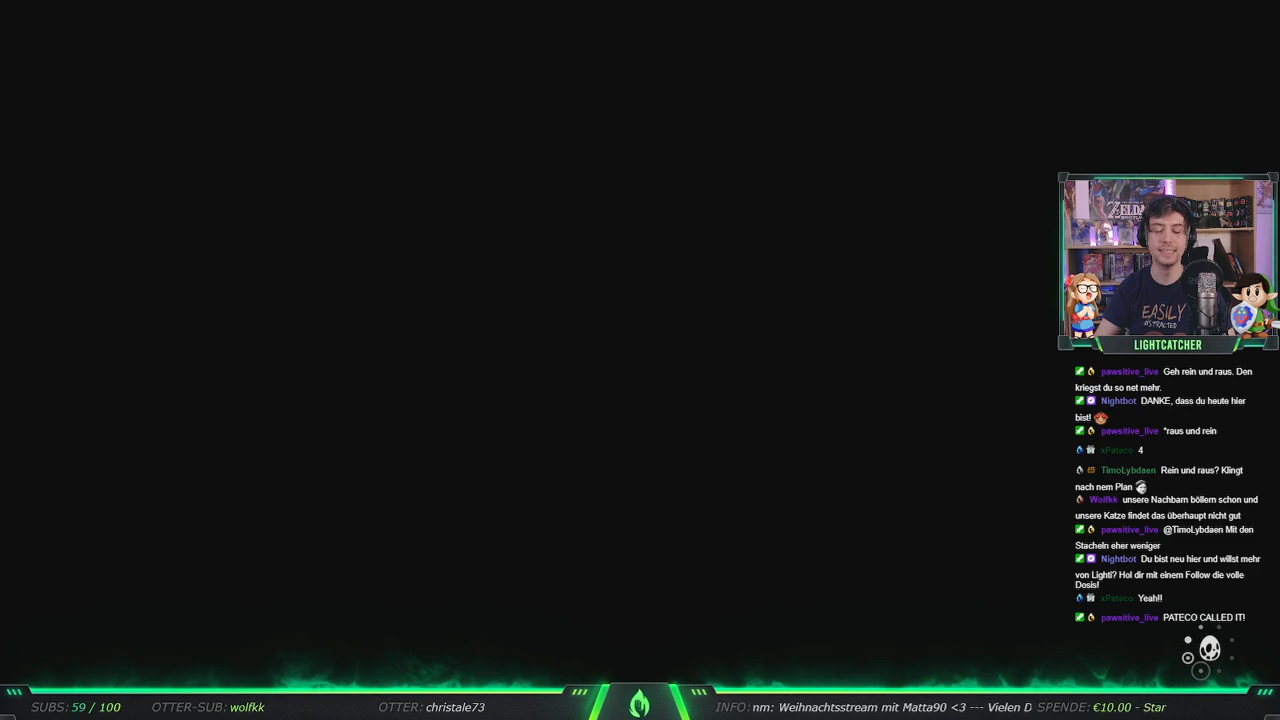 ZELDA
EASILY
DISTRACTED
LIGHTCATCHER
pawsitive_live Geh rein und raus. Den
kriegst du so net mehr.
Nightbot DANKE, dass du heute hier
bist!
pawsitive_live *raus und rein
xPateco 4
TimoLybdaen Rein und raus? Klingt
nach nem Plan
Wolfkk unsere Nachbarn böllern schon und
unsere Katze findet das überhaupt nicht gut
pawsitive_live @TimoLybdaen Mit den
Stacheln eher weniger
Nightbot Du bist neu hier und willst mehr
von Lighti? Hol dir mit einem Follow die volle
Dosis!
xPateco Yeah!!
pawsitive_live PATECO CALLED IT!
SUBS: 59 / 100 OTTER-SUB: wolfkk OTTER: christale73 INFO: nm: Weihnachtsstream mit Matta90 <3 --- Vielen D SPENDE: €10.00 - Star